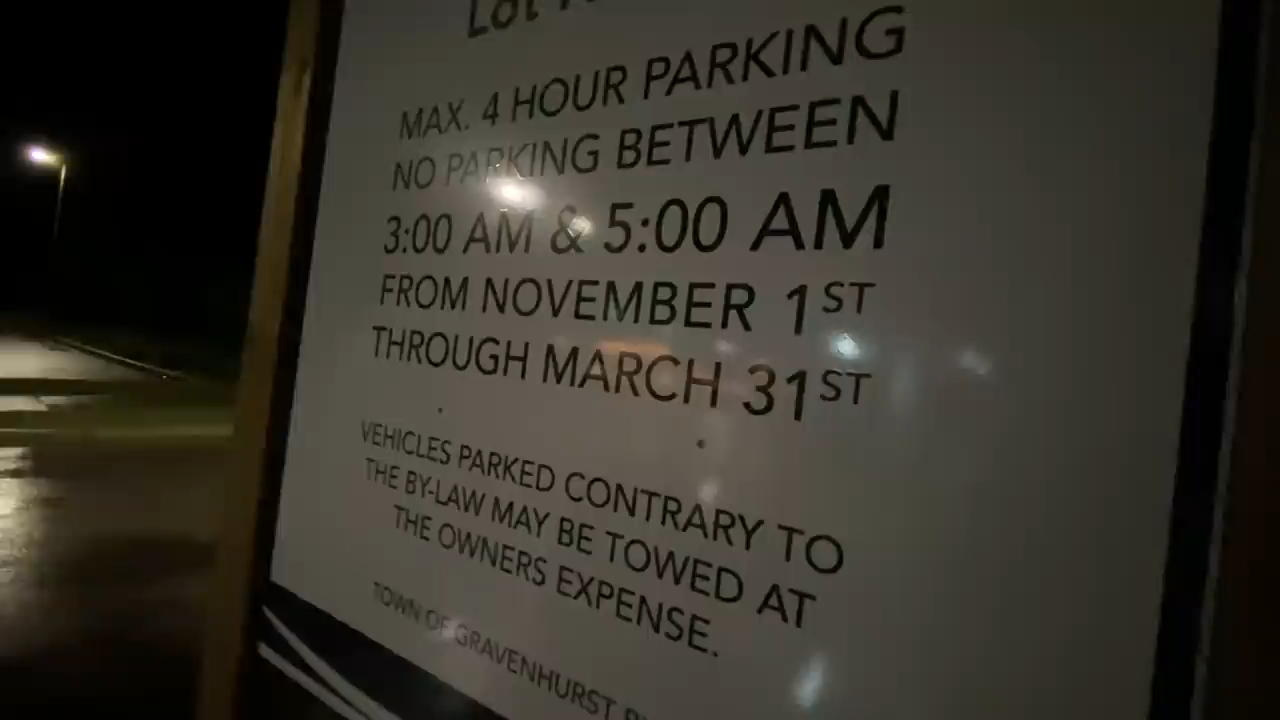 Lot
MAX. 4 HOUR PARKING
NO PARKING BETWEEN
3:00 AM & 5:00 AM
FROM NOVEMBER 1ST
THROUGH MARCH 31ST
VEHICLES PARKED CONTRARY TO
THE BY-LAW MAY BE TOWED AT
THE OWNERS EXPENSE.
TOWN OF GRAVENHURST